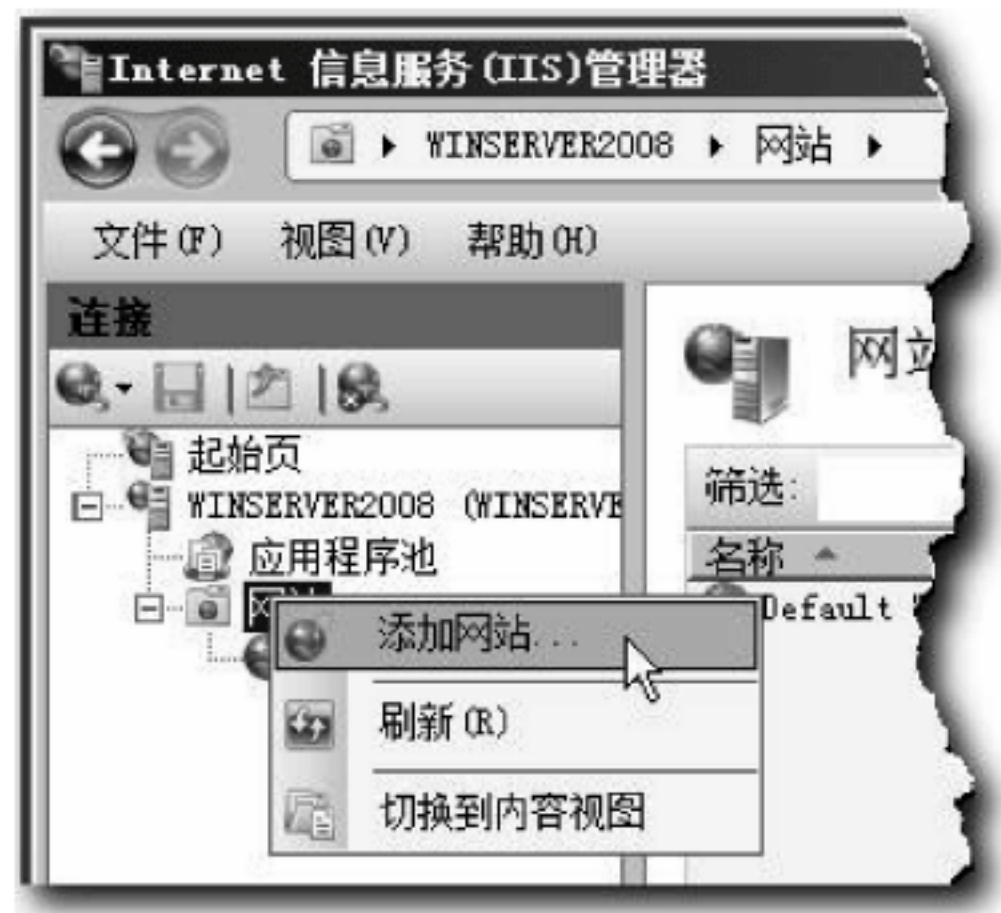 Internet 信息服务(IIS)管理器
WINSERVER2008 网站
文件(F) 视图(V) 帮助(H)
连接
网
起始页
筛选:
WINSERVER2008 (WINSERVE
应用程序池
名称
网
Default
添加网站...
刷新(R)
切换到内容视图